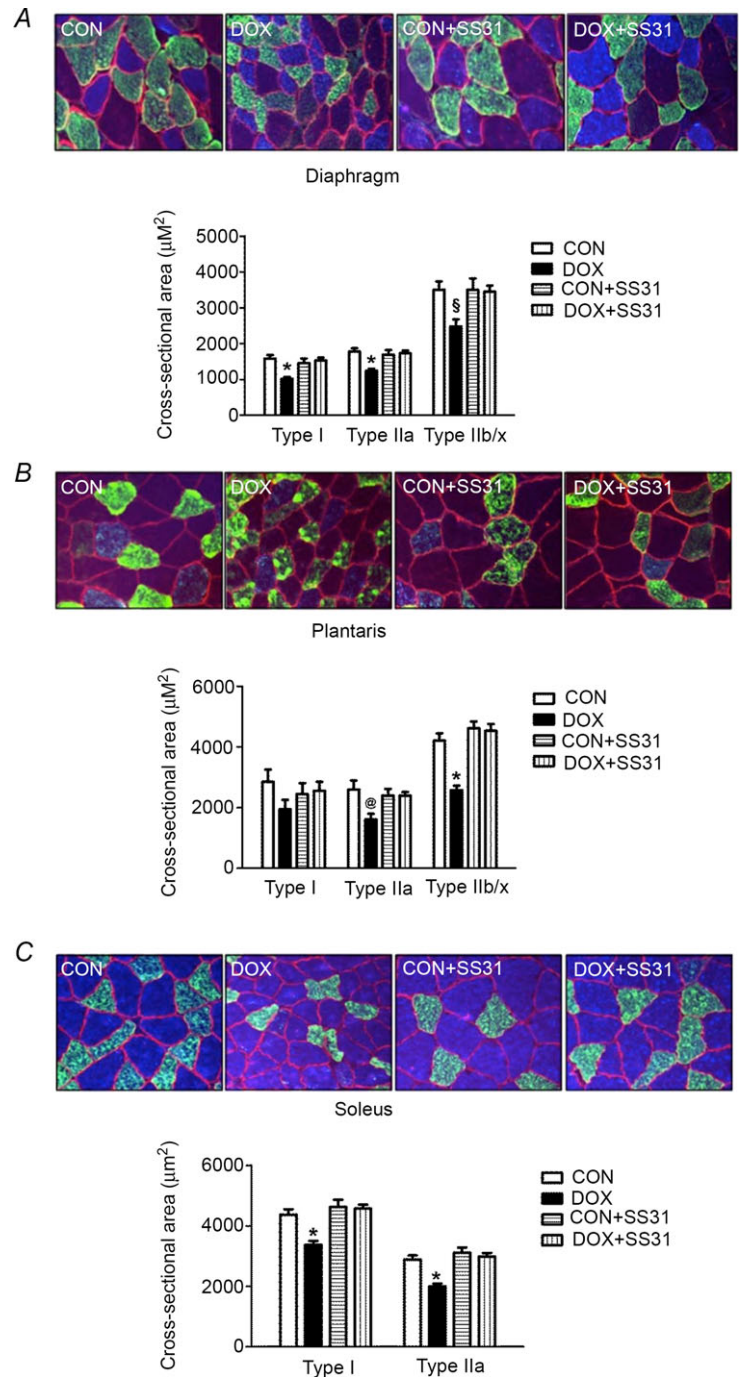 A
CON DOX CON+SS31 DOX+SS31
Diaphragm
Cross-sectional area (μM²)
5000
4000
3000
2000
1000
0
* * §
Type I Type IIa Type IIb/x
CON
DOX
CON+SS31
DOX+SS31
B
CON DOX CON+SS31 DOX+SS31
Plantaris
Cross-sectional area (μM²)
6000
4000
2000
0
@ *
Type I Type IIa Type IIb/x
CON
DOX
CON+SS31
DOX+SS31
C
CON DOX CON+SS31 DOX+SS31
Soleus
Cross-sectional area (μm²)
6000
4000
2000
0
* *
Type I Type IIa
CON
DOX
CON+SS31
DOX+SS31